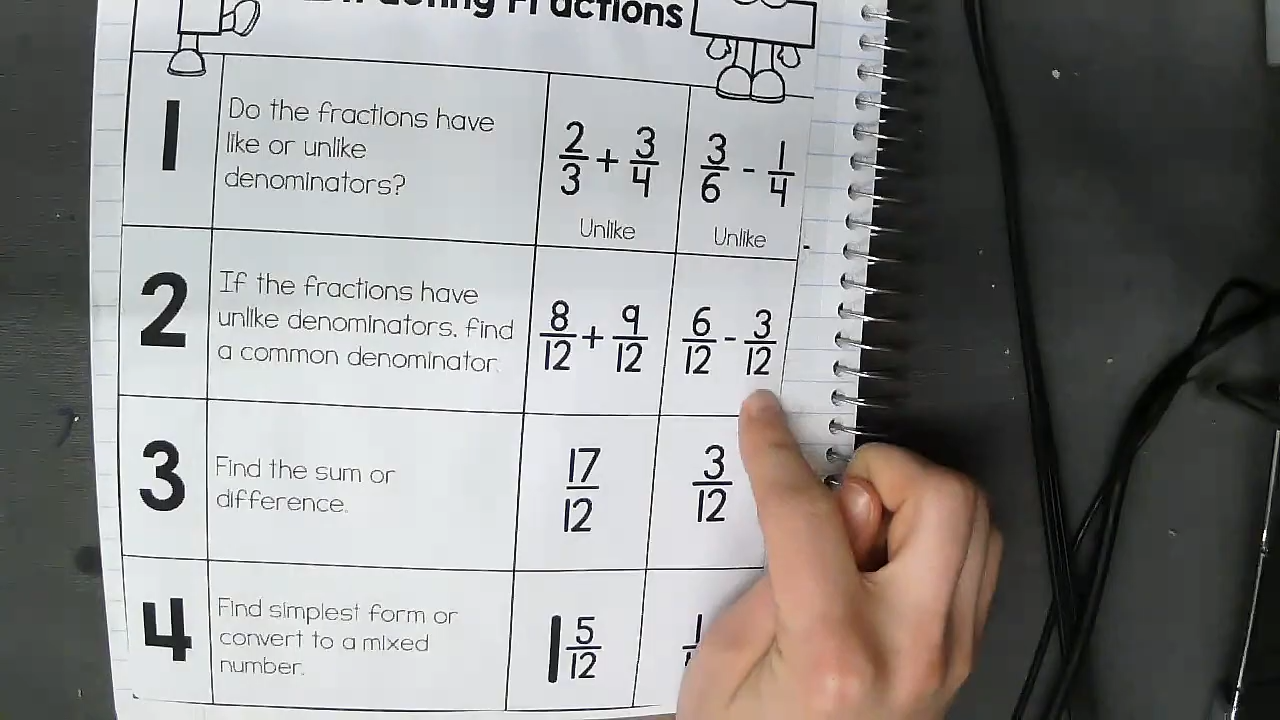 Fractions
1
Do the fractions have
like or unlike
denominators?
2/3 + 3/4
Unlike
3/6 - 1/4
Unlike
2
If the fractions have
unlike denominators, find
a common denominator.
8/12 + 9/12
6/12 - 3/12
3
Find the sum or
difference.
17/12
3/12
4
Find simplest form or
convert to a mixed
number.
1 5/12